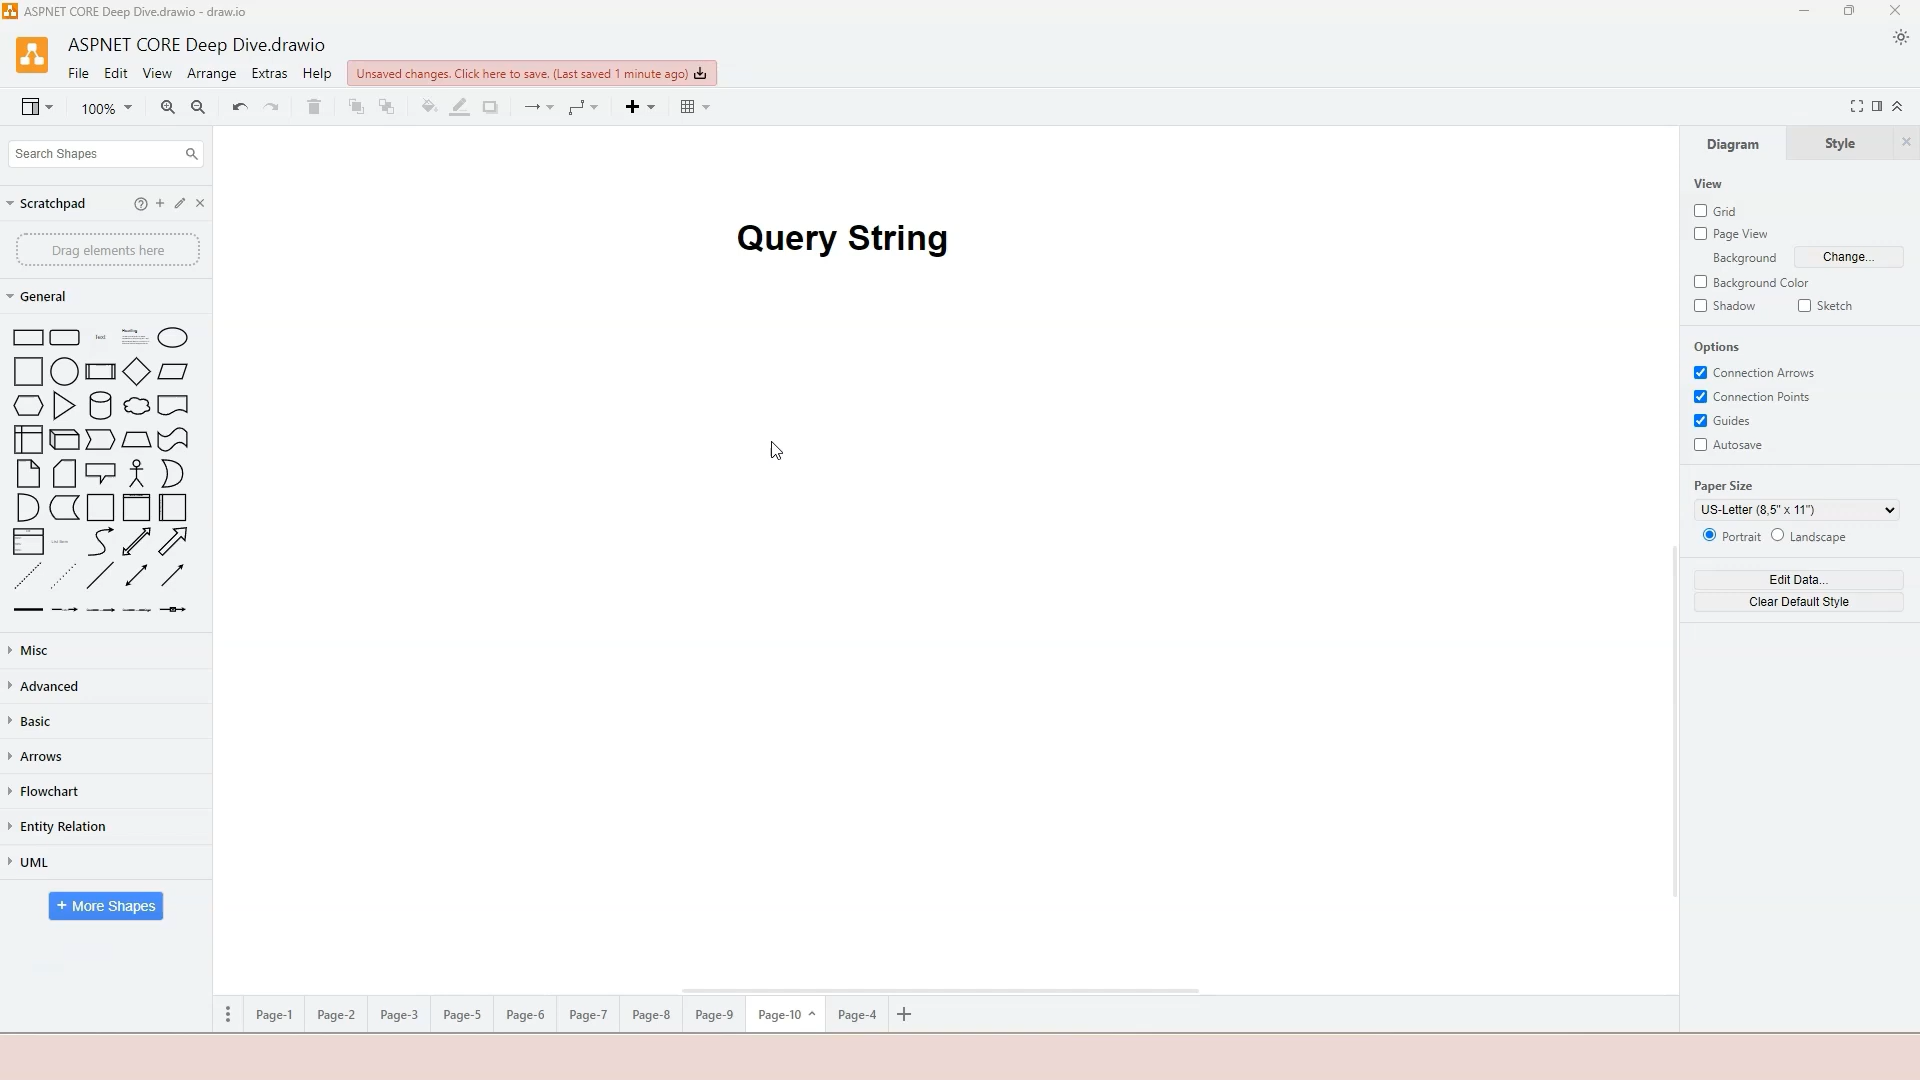 ASPNET CORE Deep Dive.drawio - draw.io
ASPNET CORE Deep Dive.drawio
File Edit View Arrange Extras Help Unsaved changes. Click here to save. (Last saved 1 minute ago)
100%
Search Shapes
Scratchpad
Drag elements here
General
Text
Heading
Misc
Advanced
Basic
Arrows
Flowchart
Entity Relation
UML
+ More Shapes
Query String
Page-1 Page-2 Page-3 Page-5 Page-6 Page-7 Page-8 Page-9 Page-10 Page-4
Diagram Style
View
Grid
Page View
Background Change...
Background Color
Shadow Sketch
Options
Connection Arrows
Connection Points
Guides
Autosave
Paper Size
US-Letter (8,5" x 11")
Portrait Landscape
Edit Data...
Clear Default Style